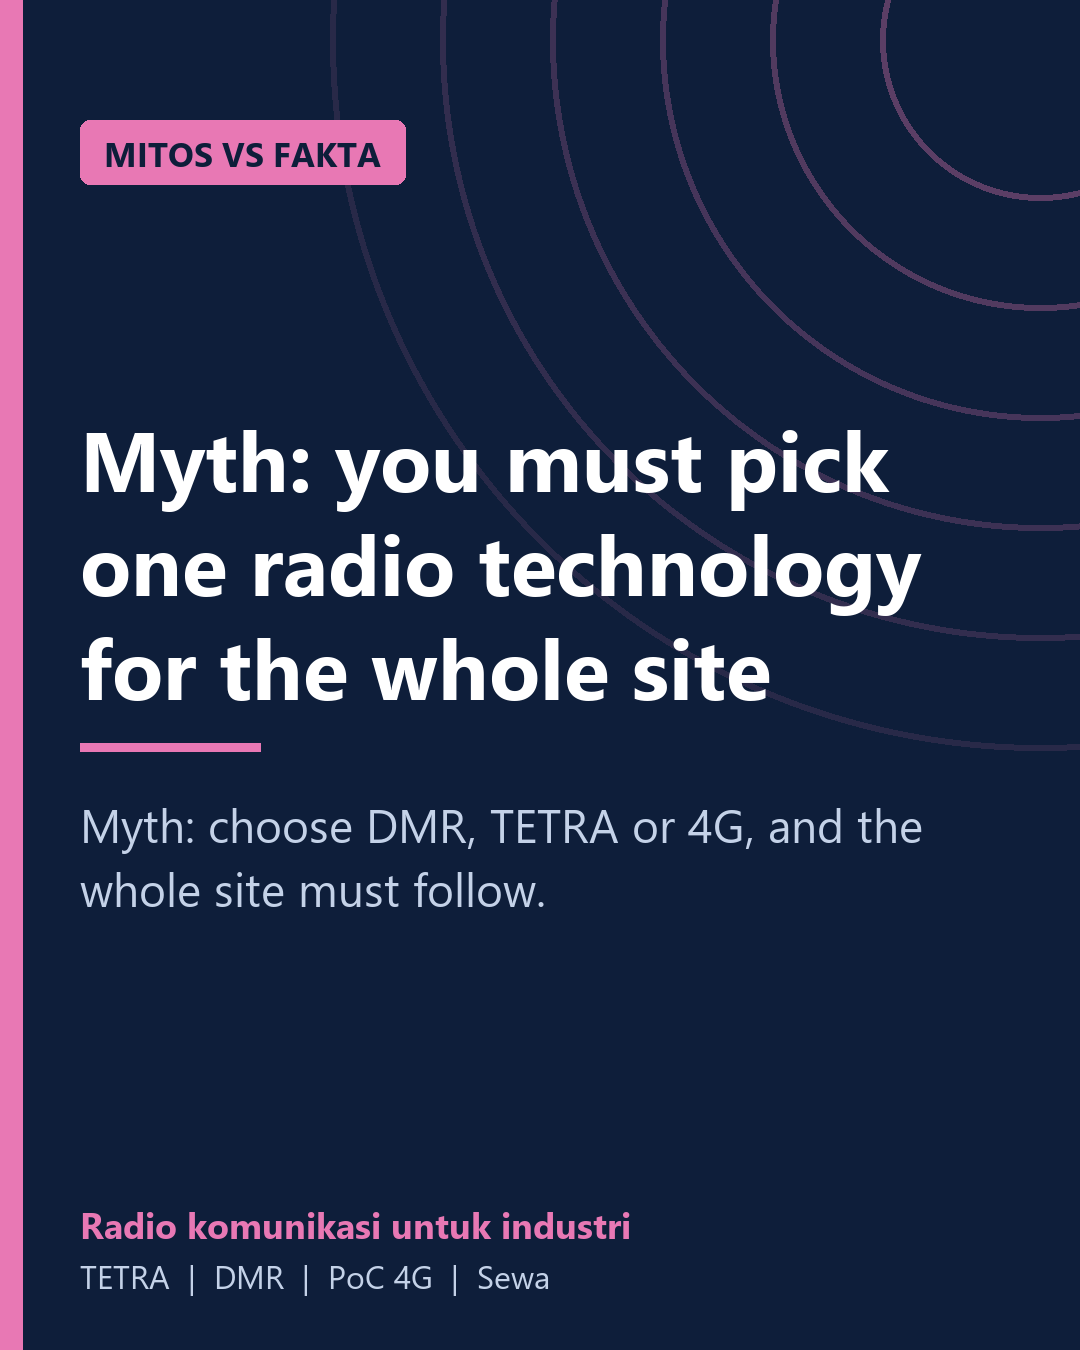 MITOS VS FAKTA
Myth: you must pick
one radio technology
for the whole site
Myth: choose DMR, TETRA or 4G, and the
whole site must follow.
Radio komunikasi untuk industri
TETRA | DMR | PoC 4G | Sewa